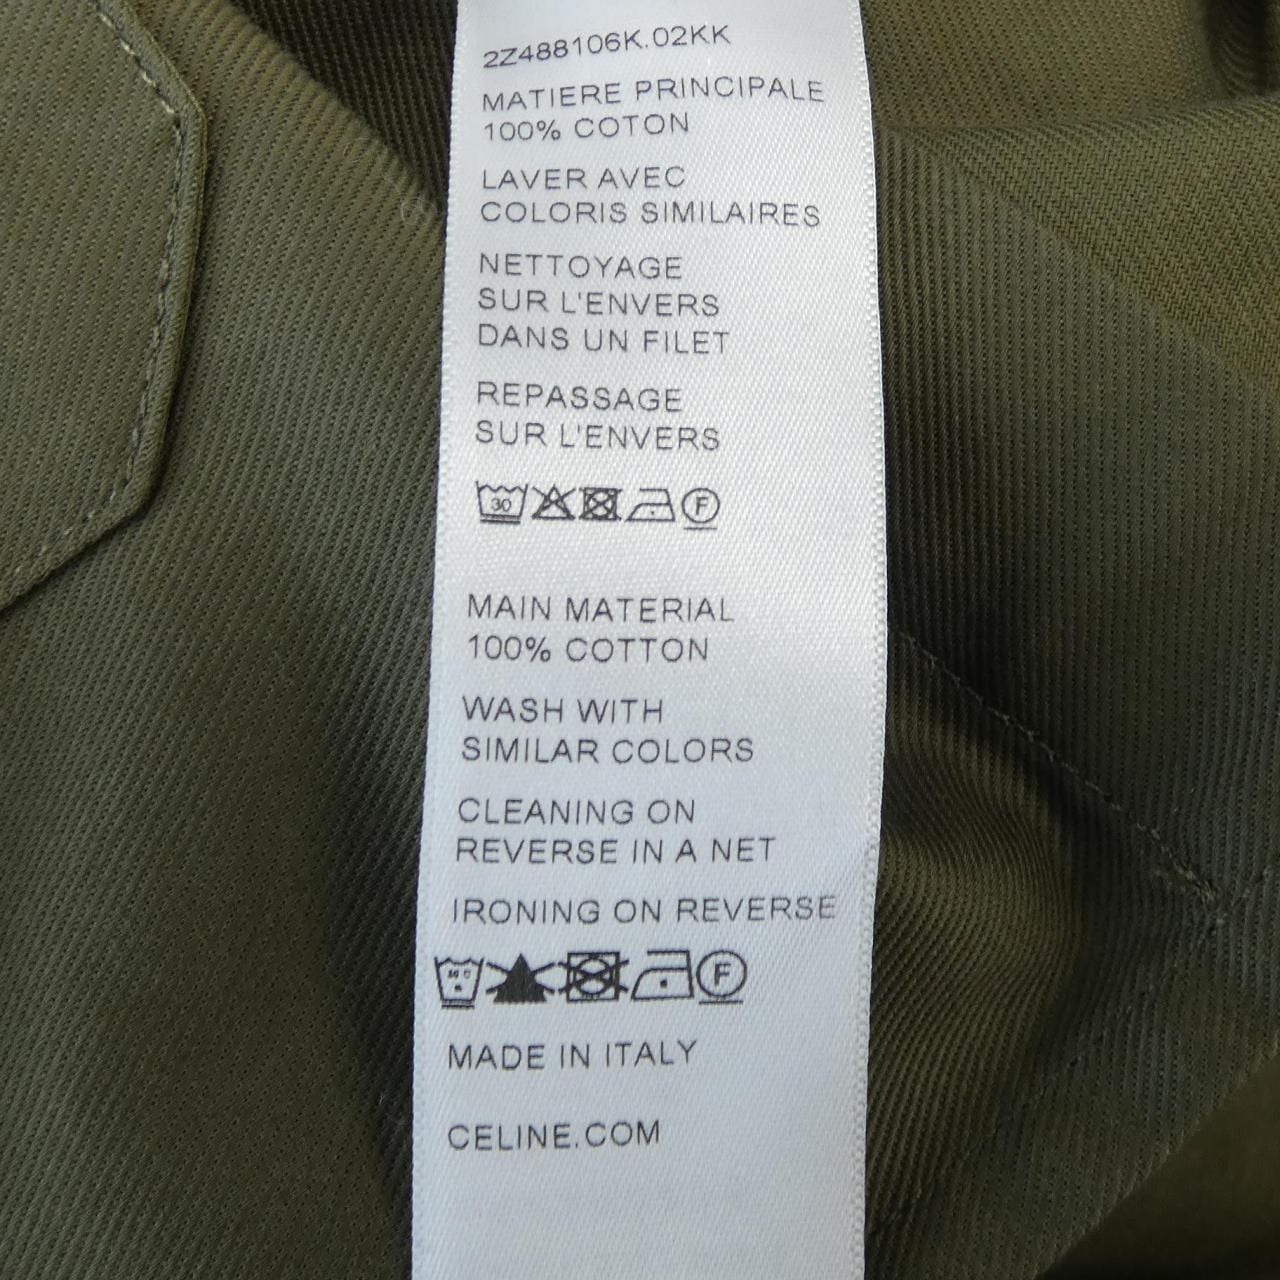 2Z488106K.02KK
MATIERE PRINCIPALE
100% COTON
LAVER AVEC
COLORIS SIMILAIRES
NETTOYAGE
SUR L'ENVERS
DANS UN FILET
REPASSAGE
SUR L'ENVERS
30 F
MAIN MATERIAL
100% COTTON
WASH WITH
SIMILAR COLORS
CLEANING ON
REVERSE IN A NET
IRONING ON REVERSE
F
MADE IN ITALY
CELINE.COM